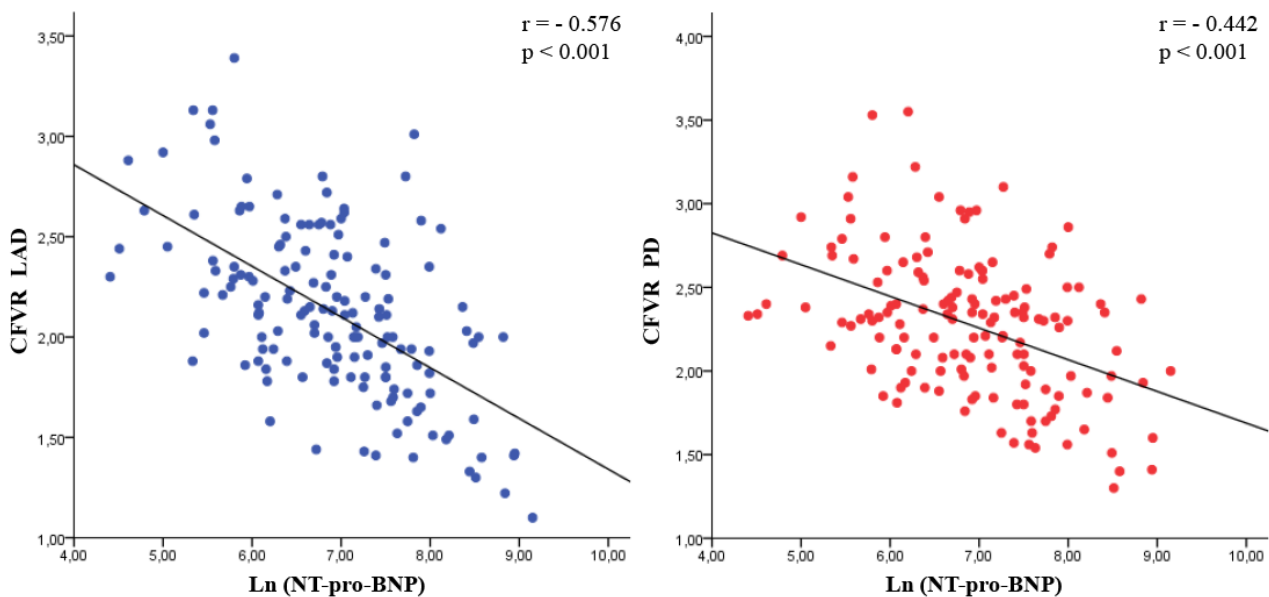 r = - 0.576
p < 0.001
3,50
3,00
2,50
2,00
1,50
1,00
CFVR LAD
4,00 5,00 6,00 7,00 8,00 9,00 10,00
Ln (NT-pro-BNP)
r = - 0.442
p < 0.001
4,00
3,50
3,00
2,50
2,00
1,50
1,00
CFVR PD
4,00 5,00 6,00 7,00 8,00 9,00 10,00
Ln (NT-pro-BNP)